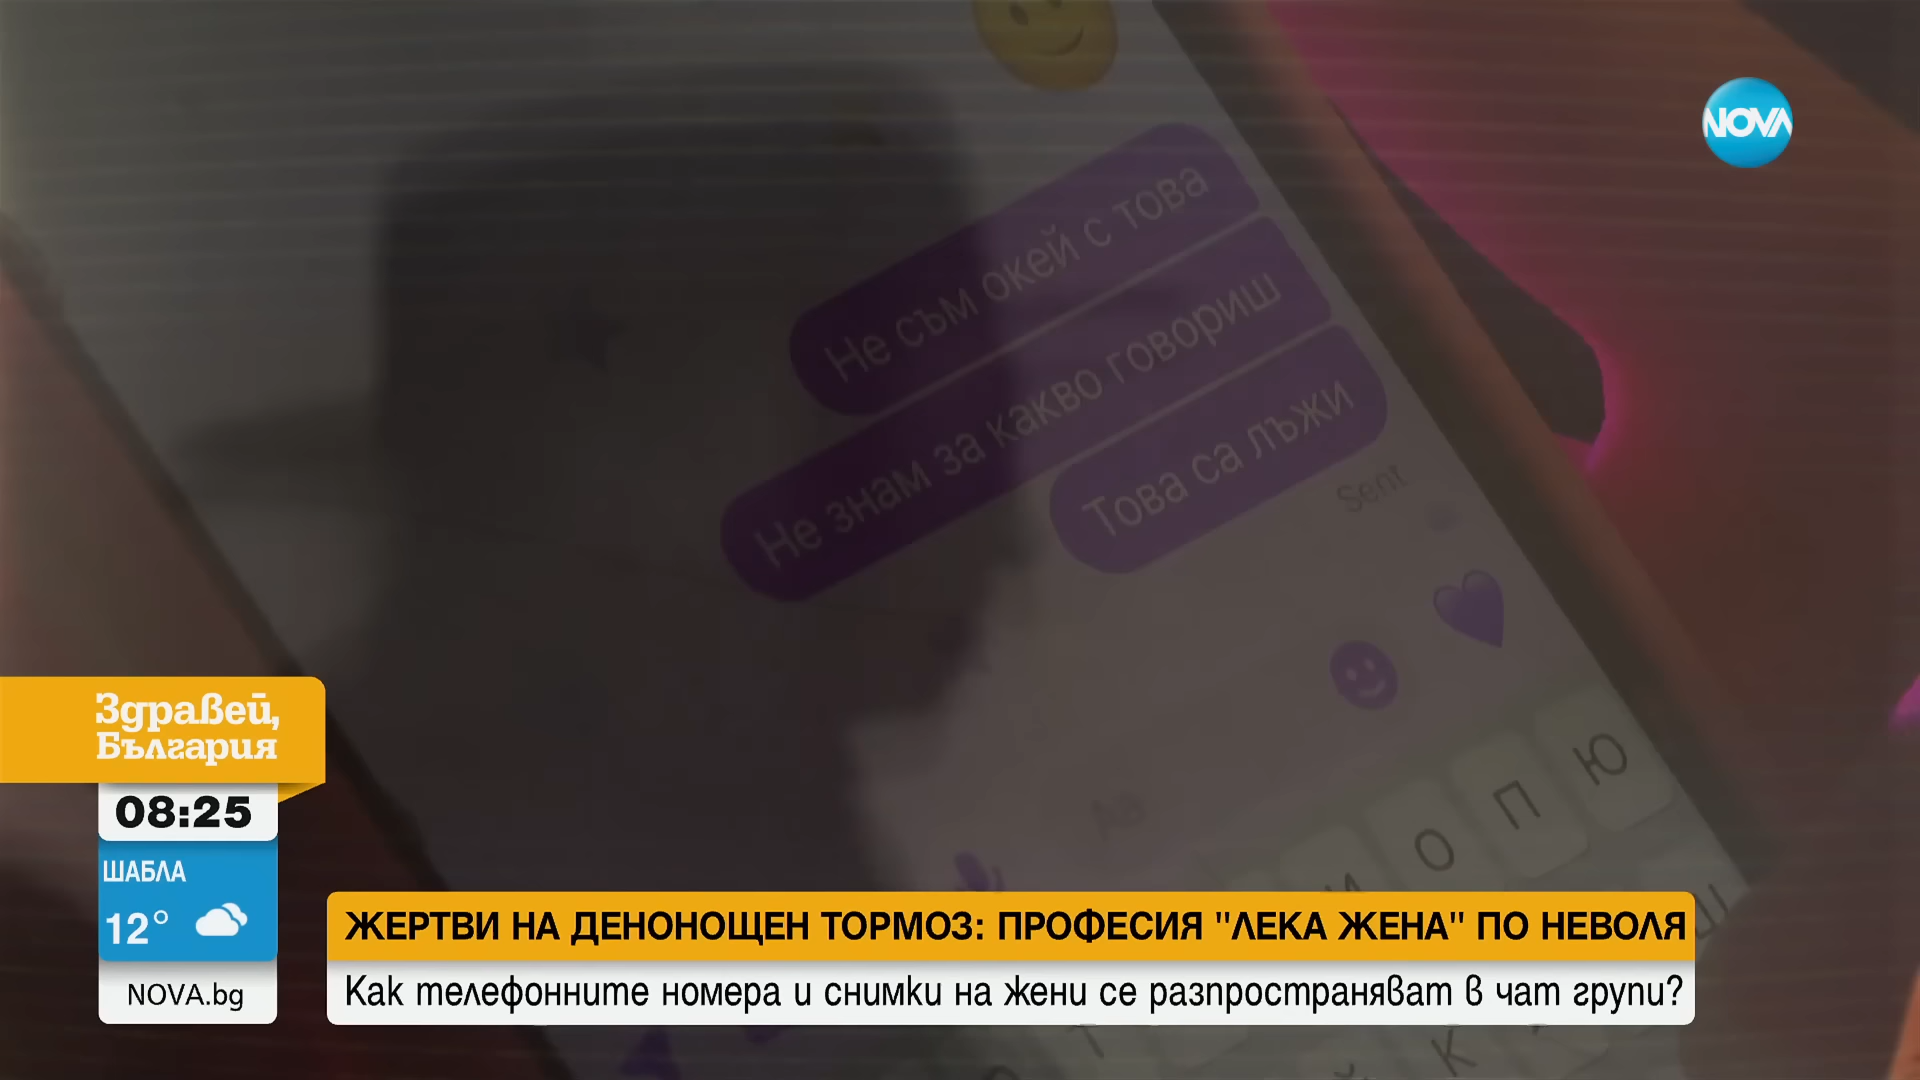 NOVA
Не съм окей с това
Не знам за какво говориш
Това са лъжи
Sent
Aa
И О П Ю
Ш
Т Й К
Здравей,
България
08:25
ШАБЛА
12°
NOVA.bg
ЖЕРТВИ НА ДЕНОНОЩЕН ТОРМОЗ: ПРОФЕСИЯ "ЛЕКА ЖЕНА" ПО НЕВОЛЯ
Как телефонните номера и снимки на жени се разпространяват в чат групи?